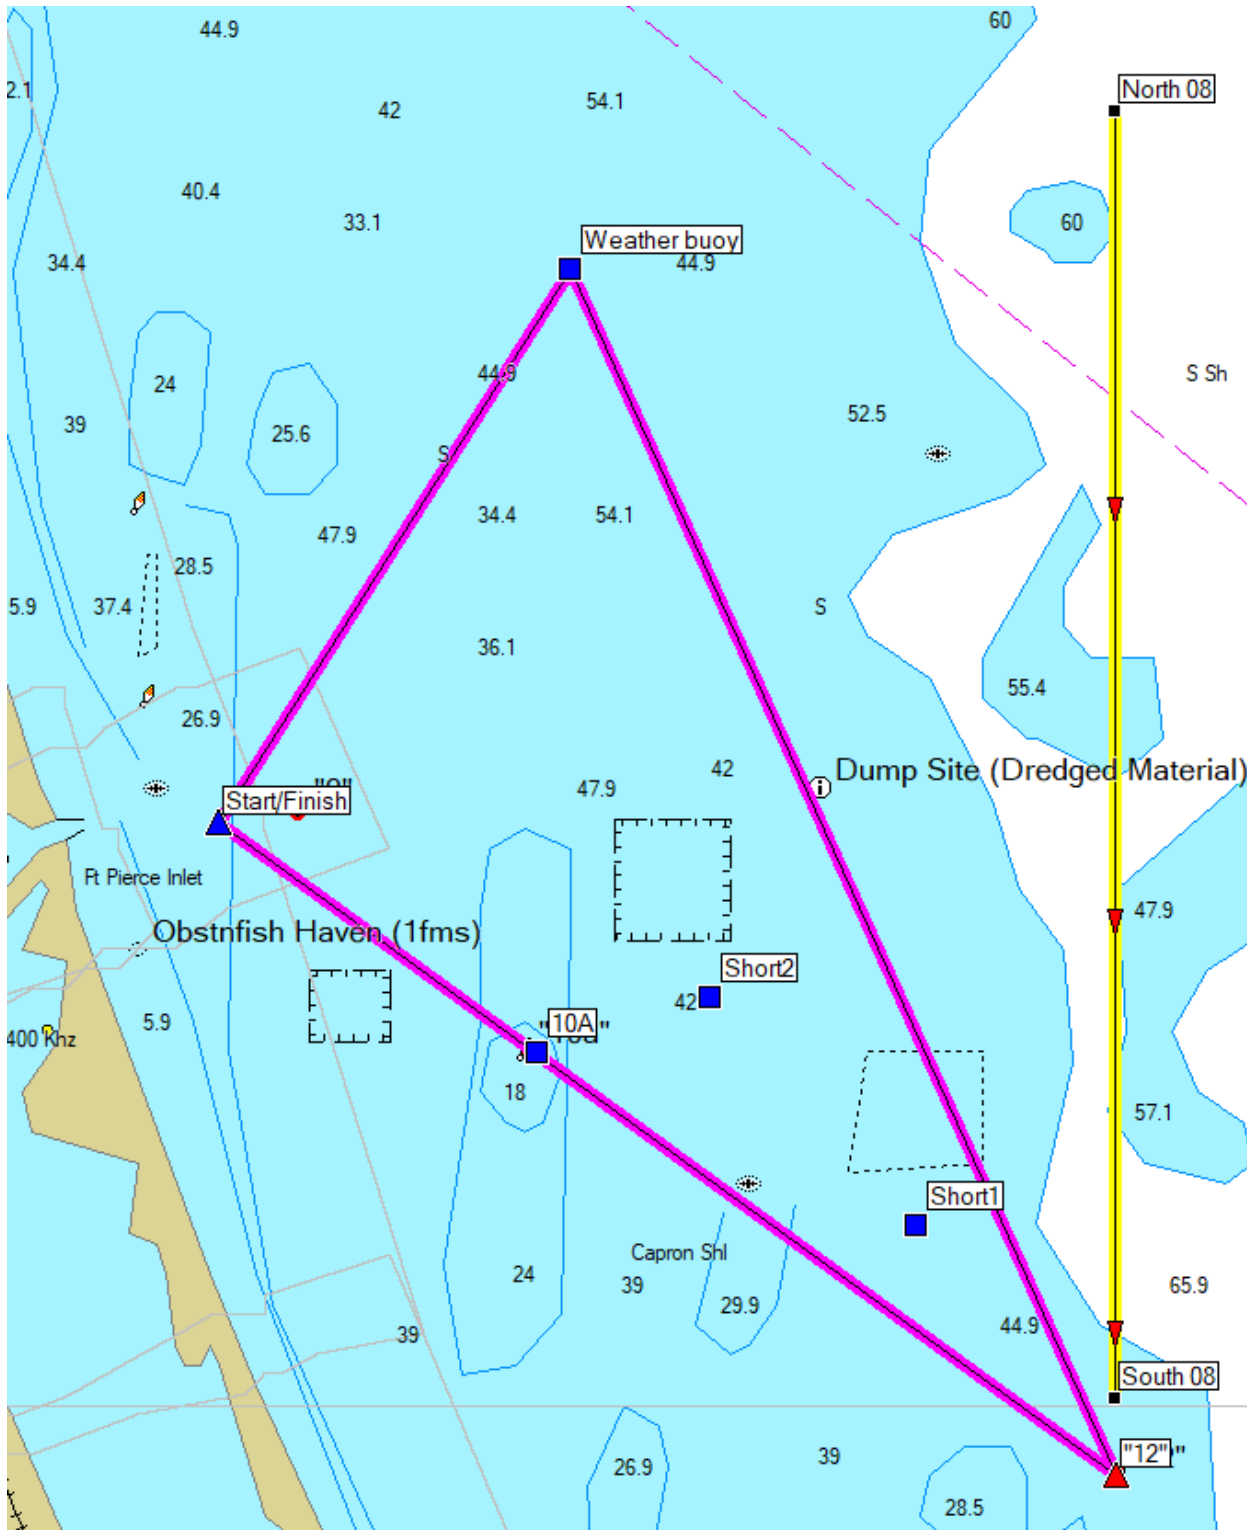 60
44.9
2.1
North 08
42
54.1
40.4
33.1
60
Weather buoy
34.4
44.9
44.9
S Sh
24
52.5
39
25.6
S
34.4
54.1
47.9
28.5
5.9
37.4
S
36.1
55.4
26.9
42
Dump Site (Dredged Material)
47.9
"9"
Start/Finish
Ft Pierce Inlet
47.9
Obstnfish Haven (1fms)
Short2
42
5.9
10A
400 Khz
18
57.1
Short1
Capron Shl
24
39
29.9
65.9
44.9
39
South 08
"12"
39
26.9
28.5